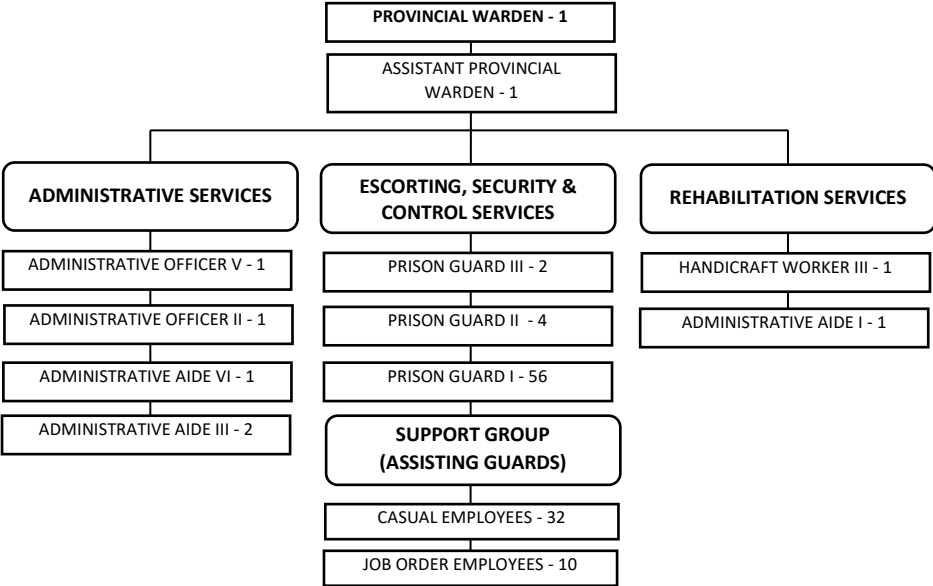 PROVINCIAL WARDEN - 1
ASSISTANT PROVINCIAL
WARDEN - 1
ADMINISTRATIVE SERVICES
ADMINISTRATIVE OFFICER V - 1
ADMINISTRATIVE OFFICER II - 1
ADMINISTRATIVE AIDE VI - 1
ADMINISTRATIVE AIDE III - 2
ESCORTING, SECURITY &
CONTROL SERVICES
PRISON GUARD III - 2
PRISON GUARD II - 4
PRISON GUARD I - 56
SUPPORT GROUP
(ASSISTING GUARDS)
CASUAL EMPLOYEES - 32
JOB ORDER EMPLOYEES - 10
REHABILITATION SERVICES
HANDICRAFT WORKER III - 1
ADMINISTRATIVE AIDE I - 1